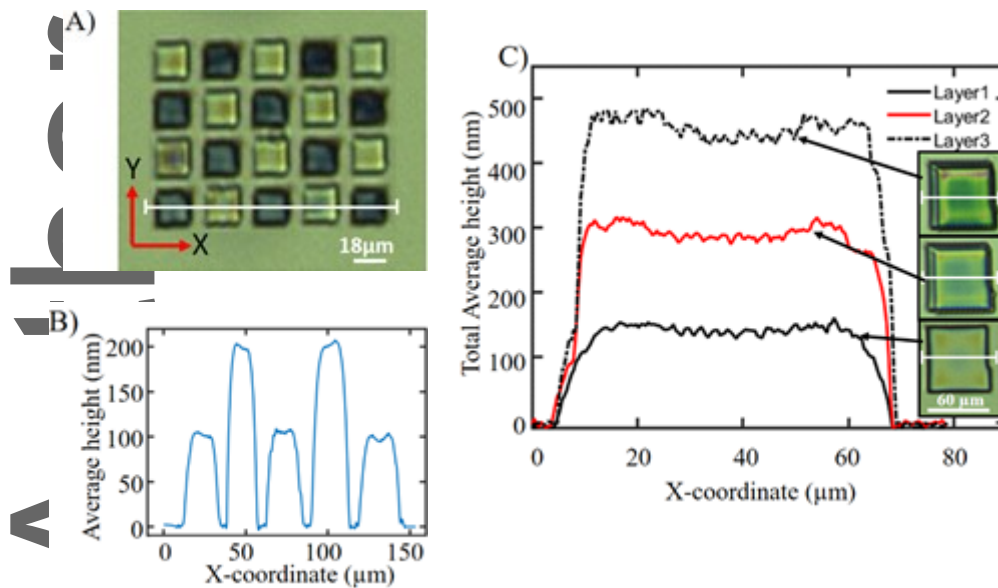 A)
Y
X
18µm
B)
Average height (nm)
200
150
100
50
0
0
50
100
150
X-coordinate (µm)
C)
Total Average height (nm)
500
400
300
200
100
0
0
20
40
60
80
X-coordinate (µm)
Layer1
Layer2
Layer3
60 µm